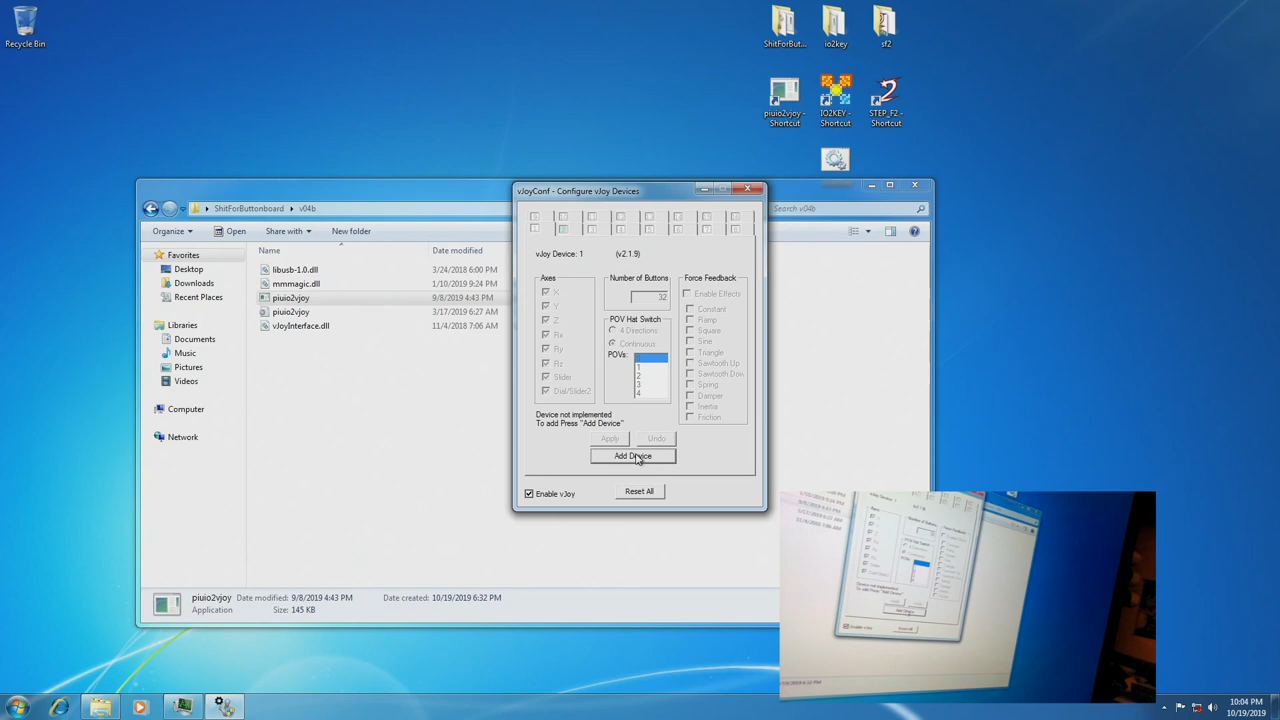 Recycle Bin
ShitForBut...
io2key
sf2
piuio2vjoy -
Shortcut
IO2KEY -
Shortcut
STEP_F2 -
Shortcut
ShitForButtonboard
v04b
Search v04b
Organize
Open
Share with
New folder
Favorites
Desktop
Downloads
Recent Places
Libraries
Documents
Music
Pictures
Videos
Computer
Network
Name
Date modified
libusb-1.0.dll
3/24/2018 6:00 PM
mmmagic.dll
1/10/2019 9:24 PM
piuio2vjoy
9/8/2019 4:43 PM
piuio2vjoy
3/17/2019 6:27 AM
vJoyInterface.dll
11/4/2018 7:06 AM
vJoyConf - Configure vJoy Devices
vJoy Device: 1
(v2.1.9)
Axes
X
Y
Z
Rx
Ry
Rz
Slider
Dial/Slider2
Number of Buttons
32
POV Hat Switch
4 Directions
Continuous
POVs:
1
2
3
4
Force Feedback
Enable Effects
Constant
Ramp
Square
Sine
Triangle
Sawtooth Up
Sawtooth Dow
Spring
Damper
Inertia
Friction
Device not implemented
To add Press "Add Device"
Apply
Undo
Add Device
Enable vJoy
Reset All
piuio2vjoy
Date modified: 9/8/2019 4:43 PM
Date created: 10/19/2019 6:32 PM
Application
Size: 145 KB
10:04 PM
10/19/2019